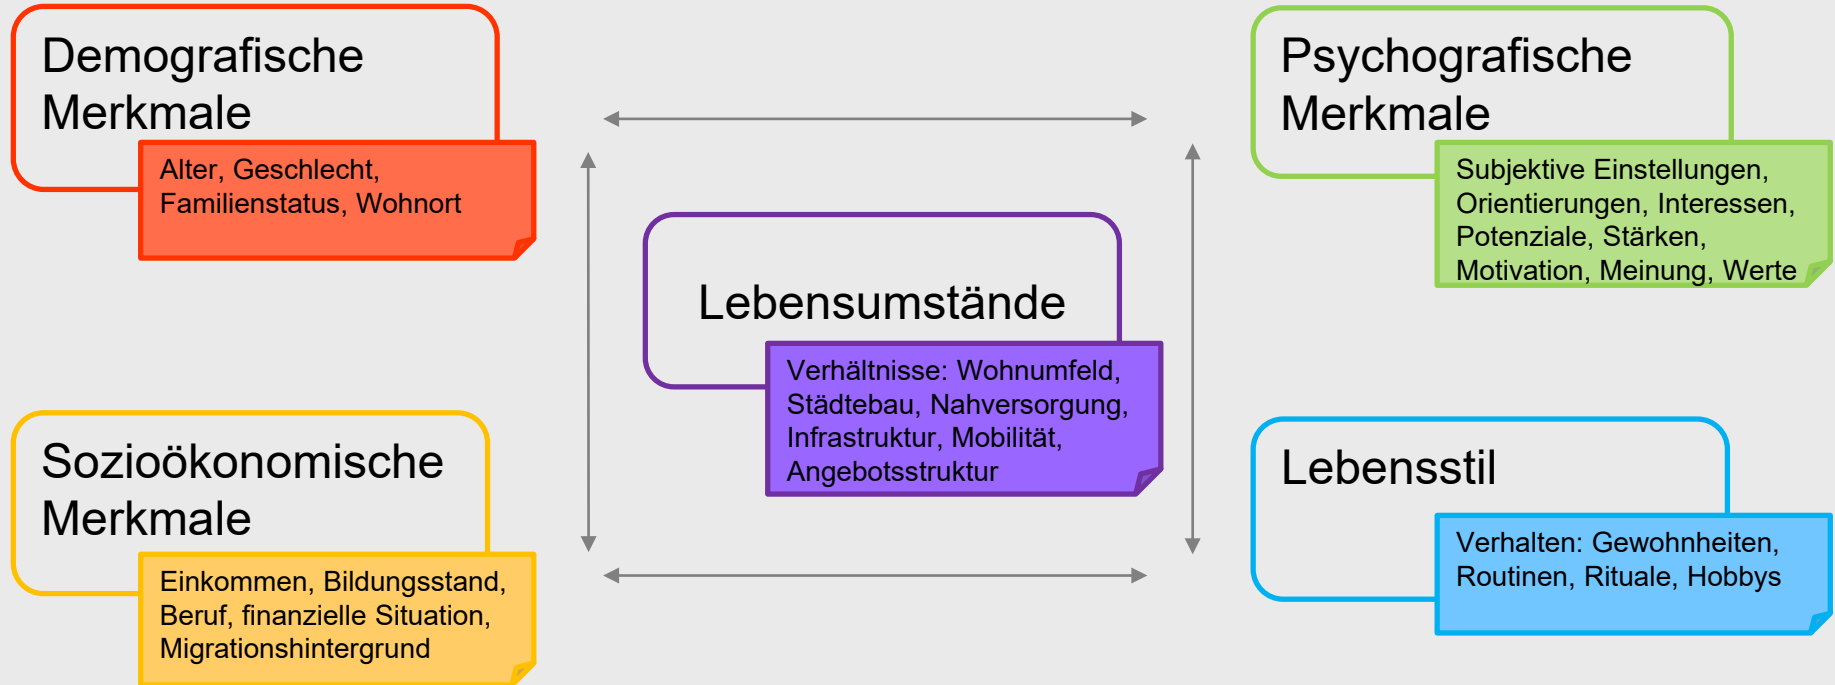 Demografische
Merkmale
Alter, Geschlecht,
Familienstatus, Wohnort
Psychografische
Merkmale
Subjektive Einstellungen,
Orientierungen, Interessen,
Potenziale, Stärken,
Motivation, Meinung, Werte
Lebensumstände
Verhältnisse: Wohnumfeld,
Städtebau, Nahversorgung,
Infrastruktur, Mobilität,
Angebotsstruktur
Sozioökonomische
Merkmale
Einkommen, Bildungsstand,
Beruf, finanzielle Situation,
Migrationshintergrund
Lebensstil
Verhalten: Gewohnheiten,
Routinen, Rituale, Hobbys